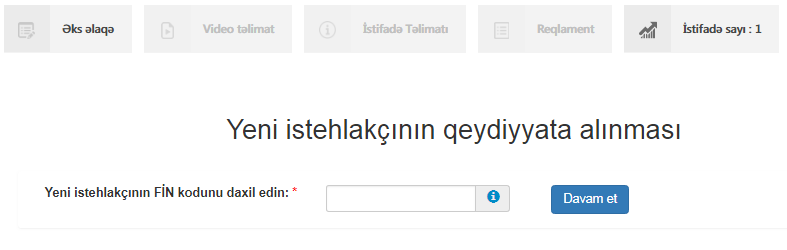 Əks əlaqə
Video təlimat
İstifadə Təlimatı
Reqlament
İstifadə sayı : 1
Yeni istehlakçının qeydiyyata alınması
Yeni istehlakçının FİN kodunu daxil edin: *
Davam et